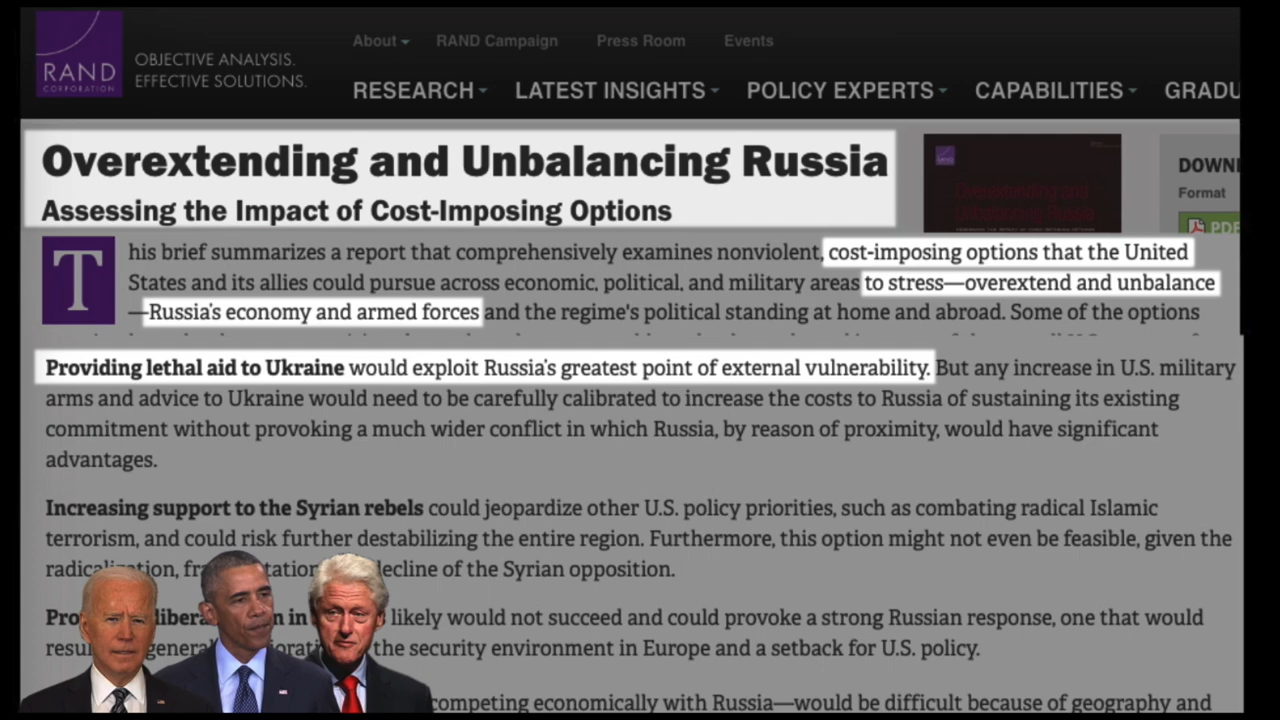 RAND
CORPORATION
OBJECTIVE ANALYSIS.
EFFECTIVE SOLUTIONS.
About RAND Campaign Press Room Events
RESEARCH LATEST INSIGHTS POLICY EXPERTS CAPABILITIES GRADU
Overextending and Unbalancing Russia
Assessing the Impact of Cost-Imposing Options
Overextending and
Unbalancing Russia
DOWN
Format
PDF
This brief summarizes a report that comprehensively examines nonviolent, cost-imposing options that the United
States and its allies could pursue across economic, political, and military areas to stress—overextend and unbalance
—Russia's economy and armed forces and the regime's political standing at home and abroad. Some of the options
Providing lethal aid to Ukraine would exploit Russia's greatest point of external vulnerability. But any increase in U.S. military
arms and advice to Ukraine would need to be carefully calibrated to increase the costs to Russia of sustaining its existing
commitment without provoking a much wider conflict in which Russia, by reason of proximity, would have significant
advantages.
Increasing support to the Syrian rebels could jeopardize other U.S. policy priorities, such as combating radical Islamic
terrorism, and could risk further destabilizing the entire region. Furthermore, this option might not even be feasible, given the
radicalization, decline of the Syrian opposition.
in likely would not succeed and could provoke a strong Russian response, one that would
the security environment in Europe and a setback for U.S. policy.
competing economically with Russia—would be difficult because of geography and